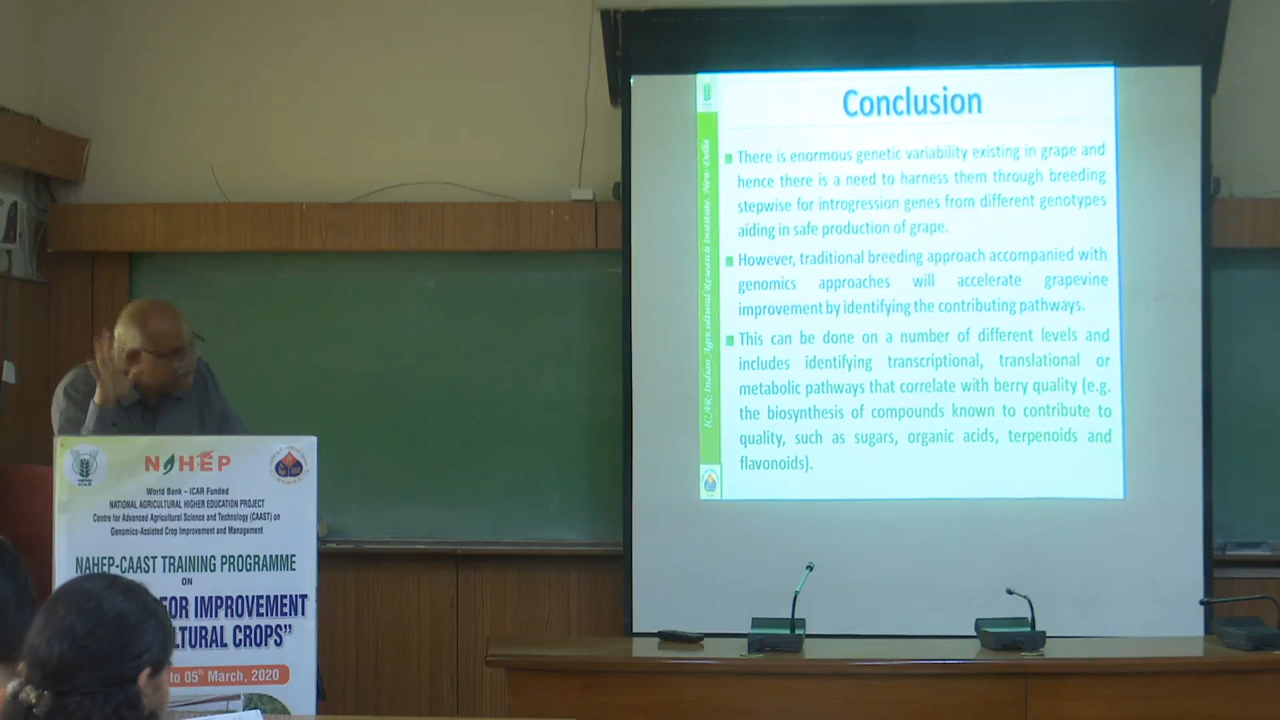 Conclusion
There is enormous genetic variability existing in grape and
hence there is a need to harness them through breeding
stepwise for introgression genes from different genotypes
aiding in safe production of grape.
However, traditional breeding approach accompanied with
genomics approaches will accelerate grapevine
improvement by identifying the contributing pathways.
This can be done on a number of different levels and
includes identifying transcriptional, translational or
metabolic pathways that correlate with berry quality (e.g.
the biosynthesis of compounds known to contribute to
quality, such as sugars, organic acids, terpenoids and
flavonoids).
ICAR-Indian Agricultural Research Institute, New Delhi
NAHEP
World Bank – ICAR Funded
NATIONAL AGRICULTURAL HIGHER EDUCATION PROJECT
Centre for Advanced Agricultural Science and Technology (CAAST) on
Genomics-Assisted Crop Improvement and Management
NAHEP-CAAST TRAINING PROGRAMME
ON
FOR IMPROVEMENT
LTURAL CROPS”
to 05th March, 2020